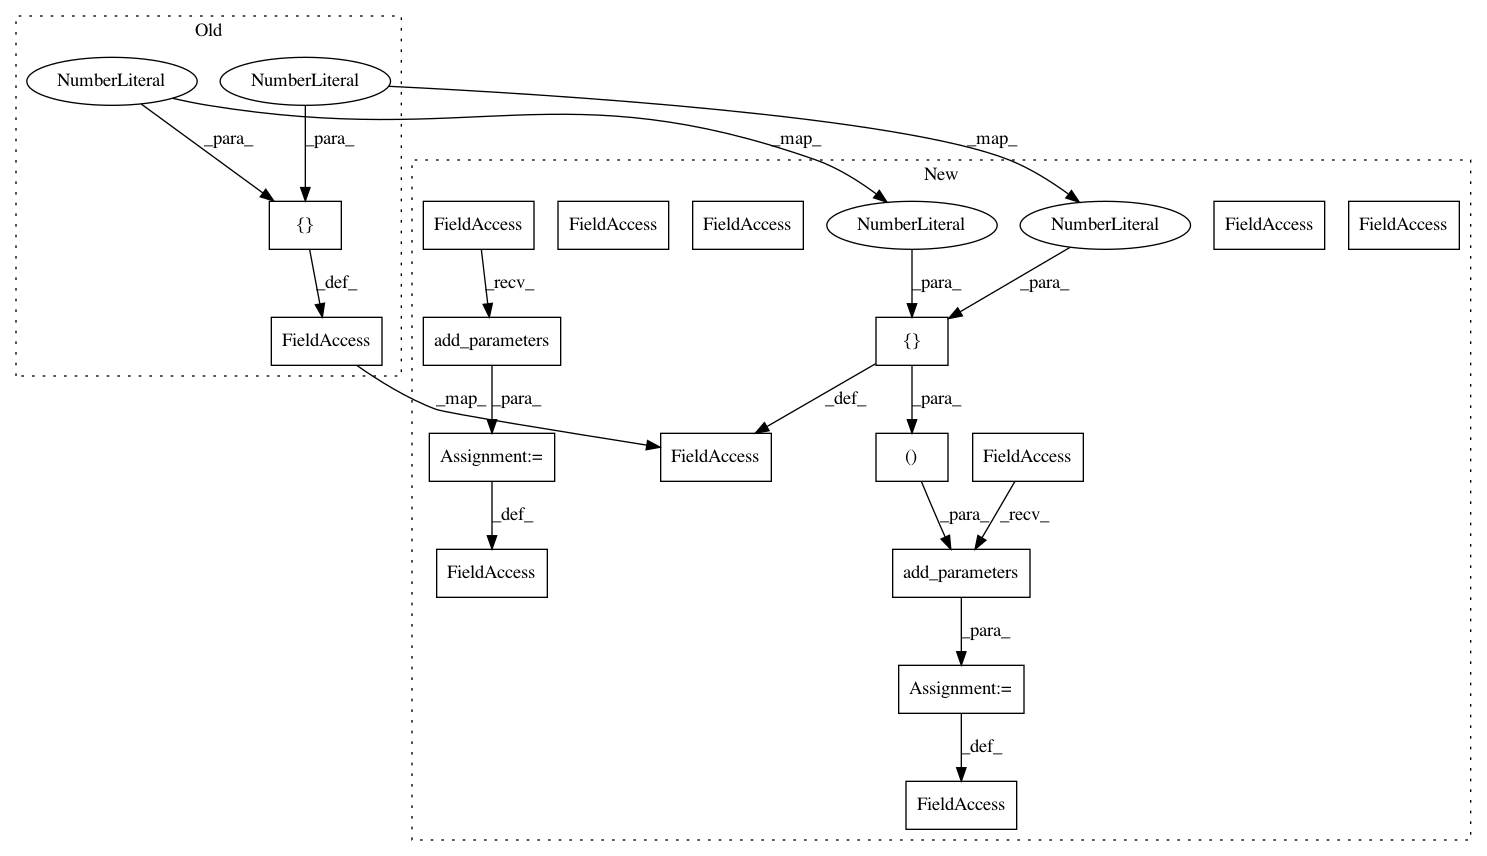 Old
NumberLiteral NumberLiteral
_para_ _para_ _map_ _map_
New
{} FieldAccess FieldAccess FieldAccess NumberLiteral NumberLiteral FieldAccess FieldAccess
_def_ _recv_ _para_ _para_
FieldAccess add_parameters {}
_map_ _para_ _def_ _para_
Assignment:= FieldAccess () FieldAccess
_def_ _para_ _recv_
FieldAccess add_parameters
_para_
Assignment:=
_def_
FieldAccess